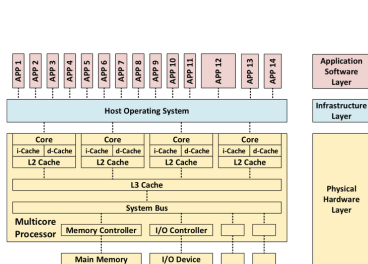 APP 1 APP 2 APP 3 APP 4 APP 5 APP 6 APP 7 APP 8 APP 9 APP 10 APP 11 APP 12 APP 13 APP 14
Application
Software
Layer
Host Operating System
Infrastructure
Layer
Core Core Core Core
i-Cache d-Cache i-Cache d-Cache i-Cache d-Cache i-Cache d-Cache
L2 Cache L2 Cache L2 Cache L2 Cache
L3 Cache
System Bus
Multicore
Processor
Memory Controller I/O Controller
Main Memory I/O Device
Physical
Hardware
Layer